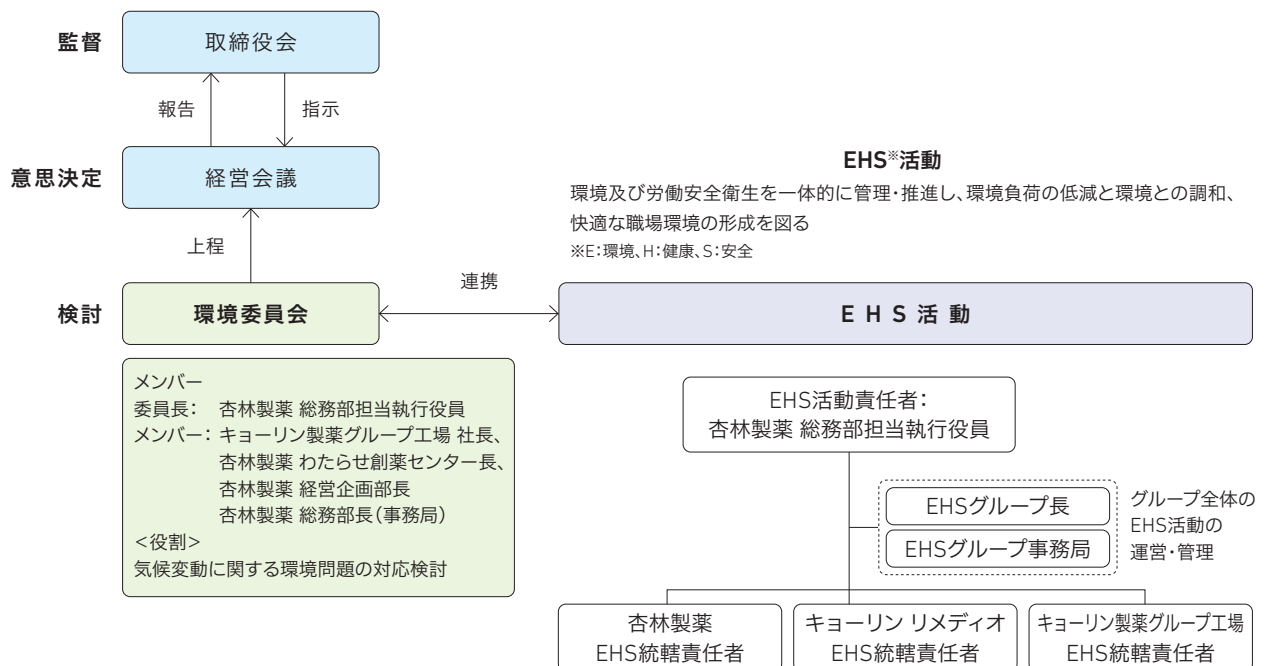 監督
取締役会
報告
指示
意思決定
経営会議
上程
EHS※活動
環境及び労働安全衛生を一体的に管理・推進し、環境負荷の低減と環境との調和、
快適な職場環境の形成を図る
※E:環境、H:健康、S:安全
検討
環境委員会
連携
EHS活動
メンバー
委員長： 杏林製薬 総務部担当執行役員
メンバー：キョーリン製薬グループ工場 社長、
杏林製薬 わたらせ創薬センター長、
杏林製薬 経営企画部長
杏林製薬 総務部長（事務局）
<役割>
気候変動に関する環境問題の対応検討
EHS活動責任者：
杏林製薬 総務部担当執行役員
EHSグループ長
EHSグループ事務局
グループ全体の
EHS活動の
運営・管理
杏林製薬
EHS統轄責任者
キョーリン リメディオ
EHS統轄責任者
キョーリン製薬グループ工場
EHS統轄責任者